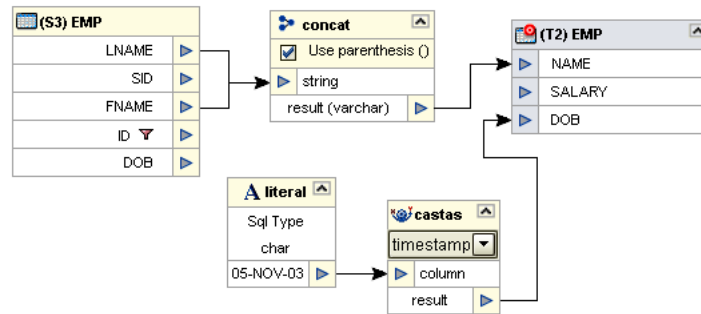 (S3) EMP
LNAME
SID
FNAME
ID
DOB
concat
Use parenthesis ()
string
result (varchar)
(T2) EMP
NAME
SALARY
DOB
A literal
Sql Type
char
05-NOV-03
castas
timestamp
column
result